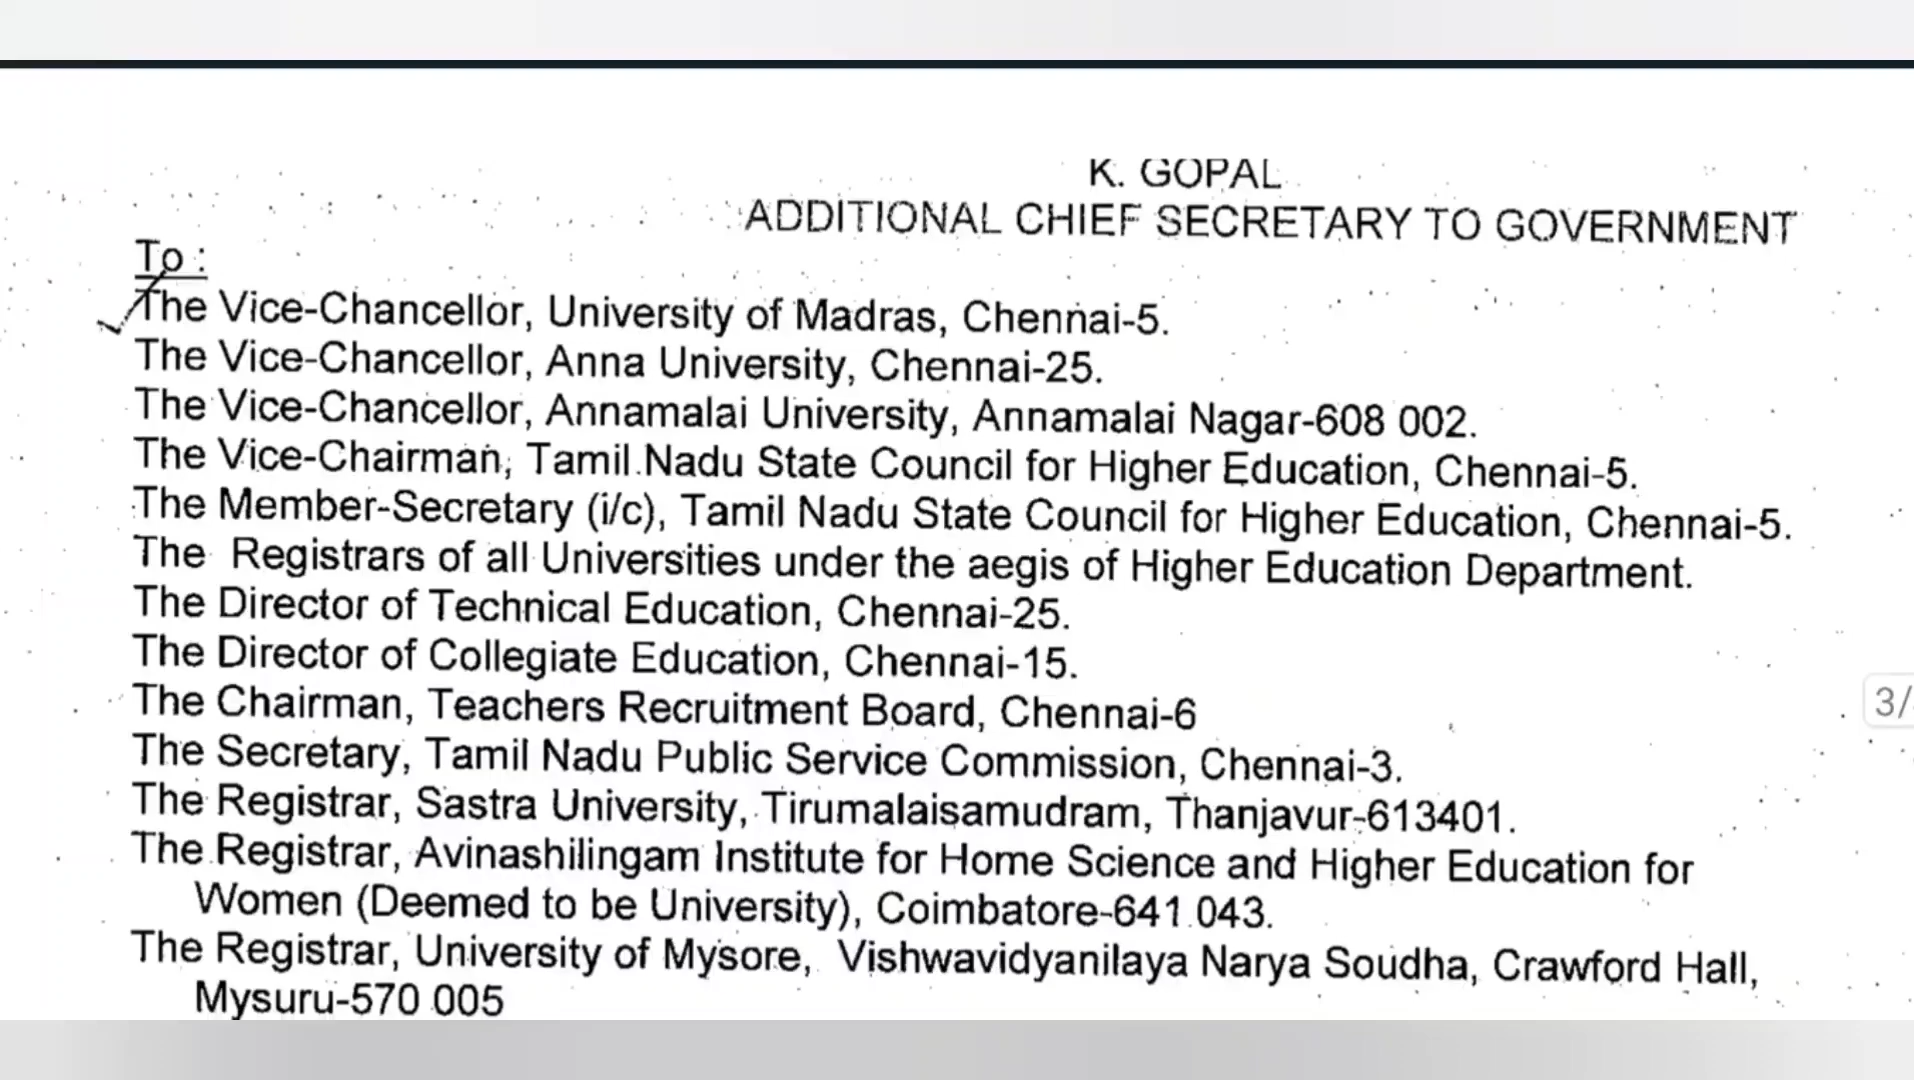 K. GOPAL
ADDITIONAL CHIEF SECRETARY TO GOVERNMENT
To :
The Vice-Chancellor, University of Madras, Chennai-5.
The Vice-Chancellor, Anna University, Chennai-25.
The Vice-Chancellor, Annamalai University, Annamalai Nagar-608 002.
The Vice-Chairman, Tamil Nadu State Council for Higher Education, Chennai-5.
The Member-Secretary (i/c), Tamil Nadu State Council for Higher Education, Chennai-5.
The Registrars of all Universities under the aegis of Higher Education Department.
The Director of Technical Education, Chennai-25.
The Director of Collegiate Education, Chennai-15.
The Chairman, Teachers Recruitment Board, Chennai-6
3/
The Secretary, Tamil Nadu Public Service Commission, Chennai-3.
The Registrar, Sastra University, Tirumalaisamudram, Thanjavur-613401.
The Registrar, Avinashilingam Institute for Home Science and Higher Education for
Women (Deemed to be University), Coimbatore-641 043.
The Registrar, University of Mysore, Vishwavidyanilaya Narya Soudha, Crawford Hall,
Mysuru-570 005